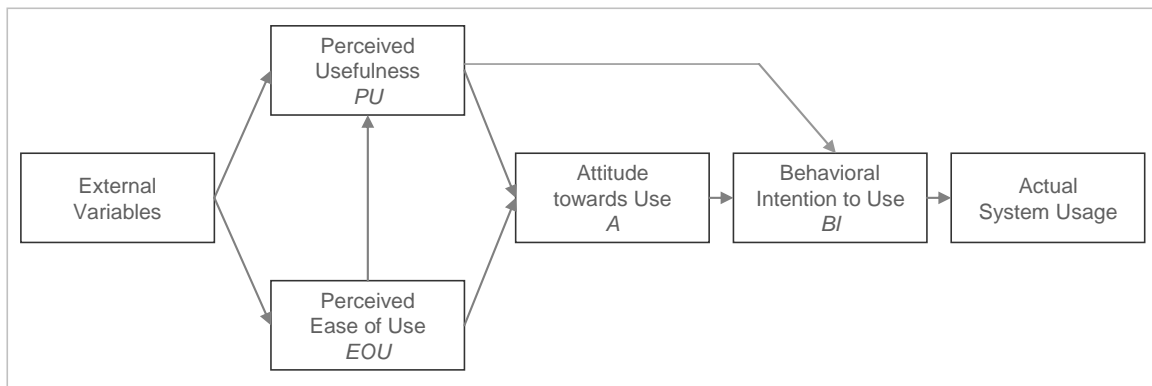 Perceived
Usefulness
PU
External
Variables
Attitude
towards Use
A
Behavioral
Intention to Use
BI
Actual
System Usage
Perceived
Ease of Use
EOU